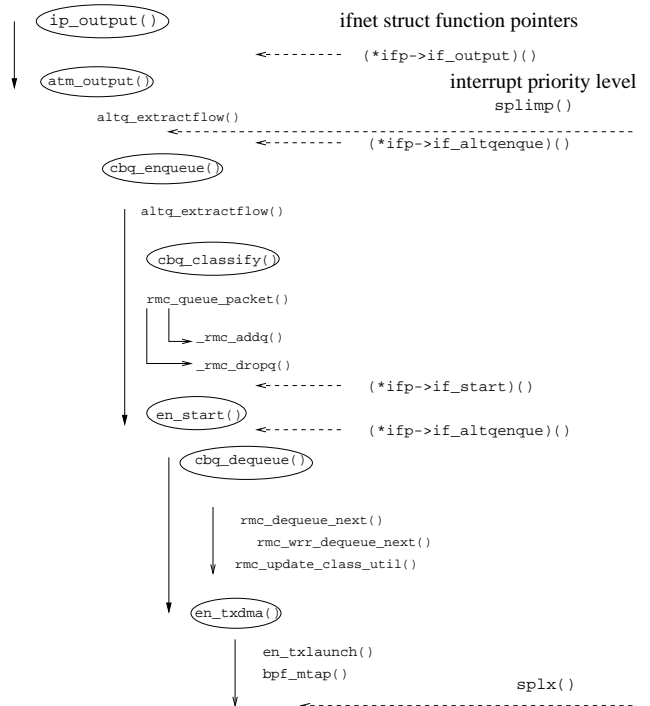 ip_output()
ifnet struct function pointers
(*ifp->if_output)()
atm_output()
interrupt priority level
splimp()
altq_extractflow()
(*ifp->if_altqenque)()
cbq_enqueue()
altq_extractflow()
cbq_classify()
rmc_queue_packet()
_rmc_addq()
_rmc_dropq()
(*ifp->if_start)()
en_start()
(*ifp->if_altqenque)()
cbq_dequeue()
rmc_dequeue_next()
rmc_wrr_dequeue_next()
rmc_update_class_util()
en_txdma()
en_txlaunch()
bpf_mtap()
splx()